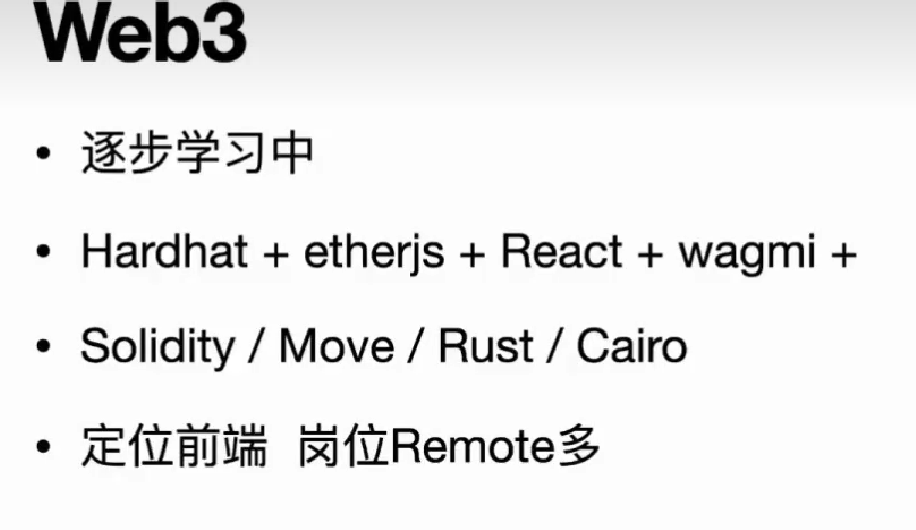 Web3
• 逐步学习中
• Hardhat + etherjs + React + wagmi +
• Solidity / Move / Rust / Cairo
• 定位前端 岗位Remote多